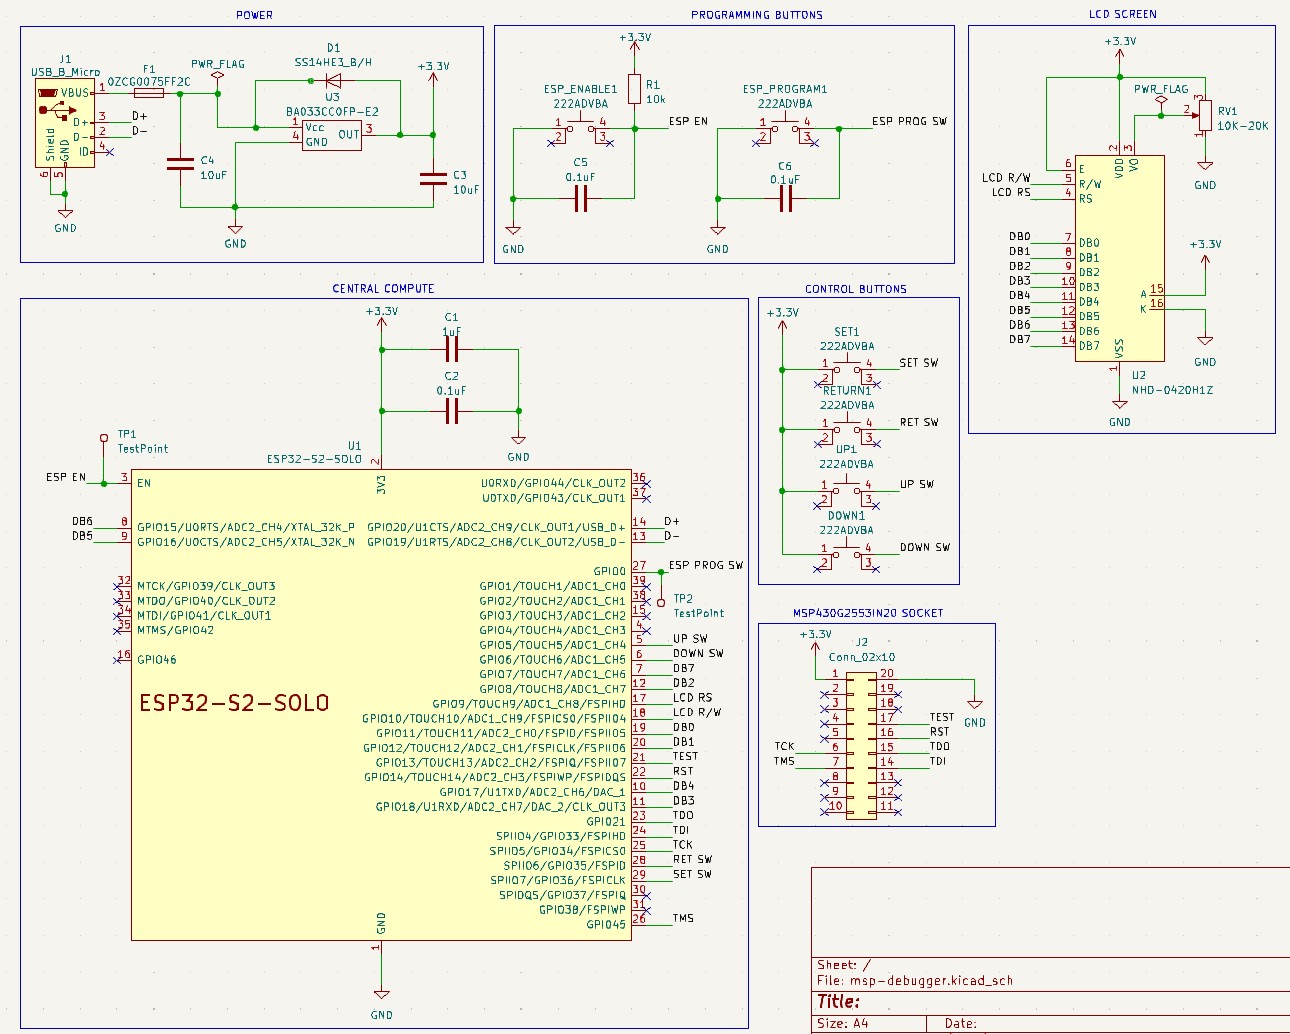 POWER
J1
USB_B_Micro
VBUS
1
D+
3
D-
2
ID
4
Shield
GND
6
5
GND
D+
D-
F1
0ZCG0075FF2C
PWR_FLAG
D1
SS14HE3_B/H
U3
BA033CC0FP-E2
1
Vcc
4
GND
OUT
3
+3.3V
C4
10uF
C3
10uF
GND
PROGRAMMING BUTTONS
+3.3V
R1
10k
ESP_ENABLE1
222ADVBA
1
4
2
3
ESP EN
C5
0.1uF
GND
ESP_PROGRAM1
222ADVBA
1
4
2
3
ESP PROG SW
C6
0.1uF
GND
LCD SCREEN
+3.3V
PWR_FLAG
3
2
1
RV1
10K-20K
GND
2
3
VDD
VO
6
E
LCD R/W
5
R/W
LCD RS
4
RS
DB0
7
DB0
DB1
8
DB1
DB2
9
DB2
DB3
10
DB3
DB4
11
DB4
DB5
12
DB5
DB6
13
DB6
DB7
14
DB7
+3.3V
A
15
K
16
GND
VSS
1
U2
NHD-0420H1Z
GND
CENTRAL COMPUTE
+3.3V
C1
1uF
C2
0.1uF
GND
TP1
TestPoint
U1
ESP32-S2-SOLO
2
3V3
ESP EN
3
EN
DB6
8
GPIO15/U0RTS/ADC2_CH4/XTAL_32K_P
DB5
9
GPIO16/U0CTS/ADC2_CH5/XTAL_32K_N
32
MTCK/GPIO39/CLK_OUT3
33
MTDO/GPIO40/CLK_OUT2
34
MTDI/GPIO41/CLK_OUT1
35
MTMS/GPIO42
16
GPIO46
ESP32-S2-SOLO
U0RXD/GPIO44/CLK_OUT2
36
U0TXD/GPIO43/CLK_OUT1
37
GPIO20/U1CTS/ADC2_CH9/CLK_OUT1/USB_D+
14
D+
GPIO19/U1RTS/ADC2_CH8/CLK_OUT2/USB_D-
13
D-
GPIO0
27
ESP PROG SW
GPIO1/TOUCH1/ADC1_CH0
39
GPIO2/TOUCH2/ADC1_CH1
38
TP2
TestPoint
GPIO3/TOUCH3/ADC1_CH2
15
GPIO4/TOUCH4/ADC1_CH3
4
GPIO5/TOUCH5/ADC1_CH4
5
UP SW
GPIO6/TOUCH6/ADC1_CH5
6
DOWN SW
GPIO7/TOUCH7/ADC1_CH6
7
DB7
GPIO8/TOUCH8/ADC1_CH7
12
DB2
GPIO9/TOUCH9/ADC1_CH8/FSPIHD
17
LCD RS
GPIO10/TOUCH10/ADC1_CH9/FSPICS0/FSPIIO4
18
LCD R/W
GPIO11/TOUCH11/ADC2_CH0/FSPID/FSPIIO5
19
DB0
GPIO12/TOUCH12/ADC2_CH1/FSPICLK/FSPIIO6
20
DB1
GPIO13/TOUCH13/ADC2_CH2/FSPIQ/FSPIIO7
21
TEST
GPIO14/TOUCH14/ADC2_CH3/FSPIWP/FSPIDQS
22
RST
GPIO17/U1TXD/ADC2_CH6/DAC_1
10
DB4
GPIO18/U1RXD/ADC2_CH7/DAC_2/CLK_OUT3
11
DB3
GPIO21
23
TDO
SPIIO4/GPIO33/FSPIHD
24
TDI
SPIIO5/GPIO34/FSPICS0
25
TCK
SPIIO6/GPIO35/FSPID
28
RET SW
SPIIO7/GPIO36/FSPICLK
29
SET SW
SPIDQS/GPIO37/FSPIQ
30
GPIO38/FSPIWP
31
GPIO45
26
TMS
GND
1
GND
CONTROL BUTTONS
+3.3V
SET1
222ADVBA
1
4
2
3
SET SW
RETURN1
222ADVBA
1
4
2
3
RET SW
UP1
222ADVBA
1
4
2
3
UP SW
DOWN1
222ADVBA
1
4
2
3
DOWN SW
MSP430G2553IN20 SOCKET
+3.3V
J2
Conn_02x10
1
20
2
19
3
18
4
17
TEST
5
16
RST
TCK
6
15
TDO
TMS
7
14
TDI
8
13
9
12
10
11
GND
Sheet: /
File: msp-debugger.kicad_sch
Title:
Size: A4
Date: